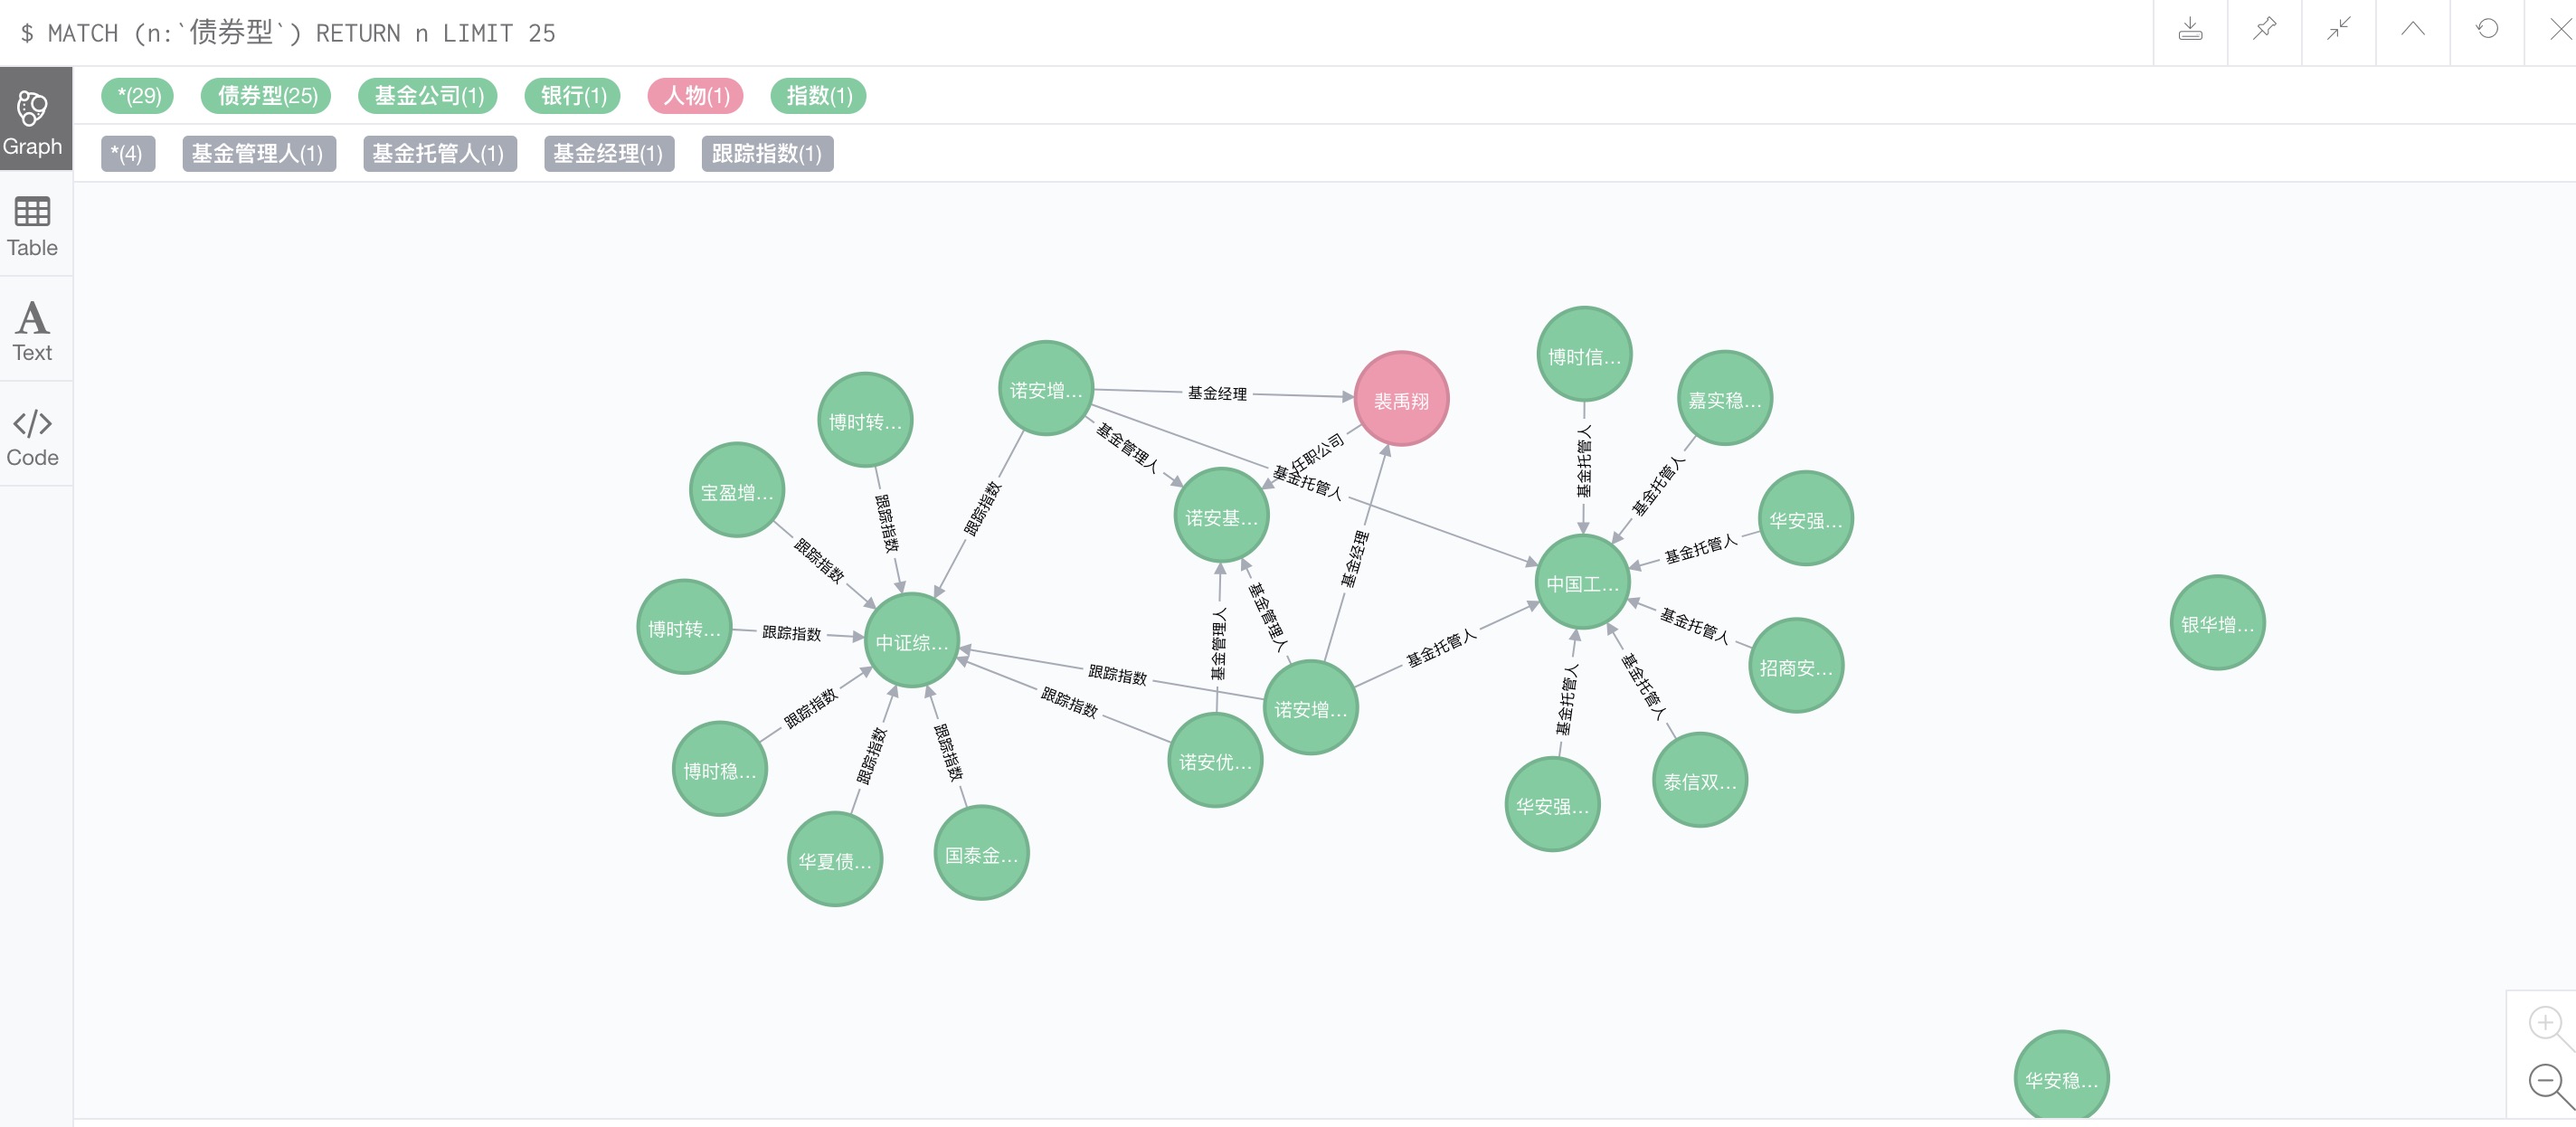 $ MATCH (n:`债券型`) RETURN n LIMIT 25
*(29) 债券型(25) 基金公司(1) 银行(1) 人物(1) 指数(1)
*(4) 基金管理人(1) 基金托管人(1) 基金经理(1) 跟踪指数(1)
Graph
Table
Text
Code
博时信...
诺安增...
基金经理
裴禹翔
嘉实稳...
博时转...
基金管理人
任职公司
基金托管人
基金托管人
基金托管人
宝盈增...
跟踪指数
跟踪指数
诺安基...
华安强...
跟踪指数
基金经理
基金托管人
中国工...
博时转...
跟踪指数
中证综...
基金管理人
基金管理人
基金托管人
基金托管人
银华增...
跟踪指数
跟踪指数
招商安...
跟踪指数
诺安增...
基金托管人
基金托管人
博时稳...
跟踪指数
跟踪指数
诺安优...
泰信双...
华安强...
华夏债...
国泰金...
华安稳...